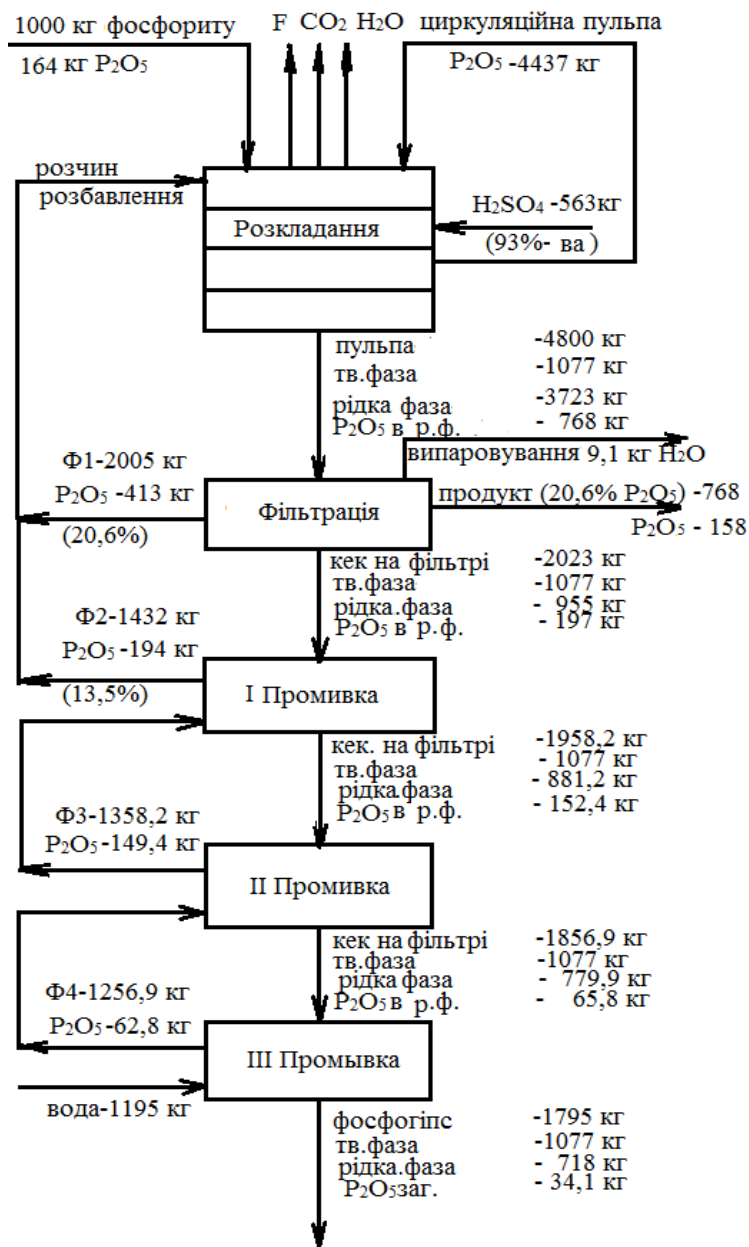 1000 кг фосфориту
F CO2 H2O циркуляційна пульпа
164 кг P2O5
P2O5 -4437 кг
розчин
розбавлення
H2SO4 -563кг
Розкладання
(93%- ва )
пульпа -4800 кг
тв.фаза -1077 кг
рідка фаза -3723 кг
P2O5 в р.ф. - 768 кг
випаровування 9,1 кг H2O
Ф1-2005 кг
P2O5 -413 кг
(20,6%)
Фільтрація
продукт (20,6% P2O5) -768
P2O5 - 158
кек на фільтрі -2023 кг
тв.фаза -1077 кг
рідка.фаза - 955 кг
P2O5 в р.ф. - 197 кг
Ф2-1432 кг
P2O5 -194 кг
(13,5%)
I Промивка
кек. на фільтрі -1958,2 кг
тв.фаза - 1077 кг
рідка.фаза - 881,2 кг
P2O5 в р.ф. - 152,4 кг
Ф3-1358,2 кг
P2O5 -149,4 кг
II Промивка
кек на фільтрі -1856,9 кг
тв.фаза -1077 кг
рідка фаза - 779,9 кг
P2O5 в р.ф. - 65,8 кг
Ф4-1256,9 кг
P2O5 -62,8 кг
III Промывка
вода-1195 кг
фосфогіпс -1795 кг
тв.фаза -1077 кг
рідка.фаза - 718 кг
P2O5заг. - 34,1 кг